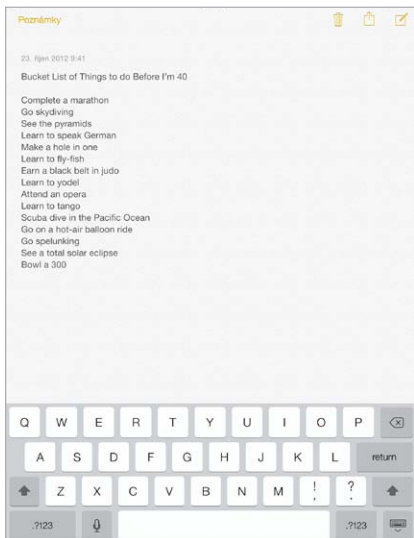 Poznámky
23. říjen 2012 9:41
Bucket List of Things to do Before I'm 40
Complete a marathon
Go skydiving
See the pyramids
Learn to speak German
Make a hole in one
Learn to fly-fish
Earn a black belt in judo
Learn to yodel
Attend an opera
Learn to tango
Scuba dive in the Pacific Ocean
Go on a hot-air balloon ride
Go spelunking
See a total solar eclipse
Bowl a 300
Q W E R T Y U I O P
A S D F G H J K L return
Z X C V B N M ! , ? .
.?123 .?123